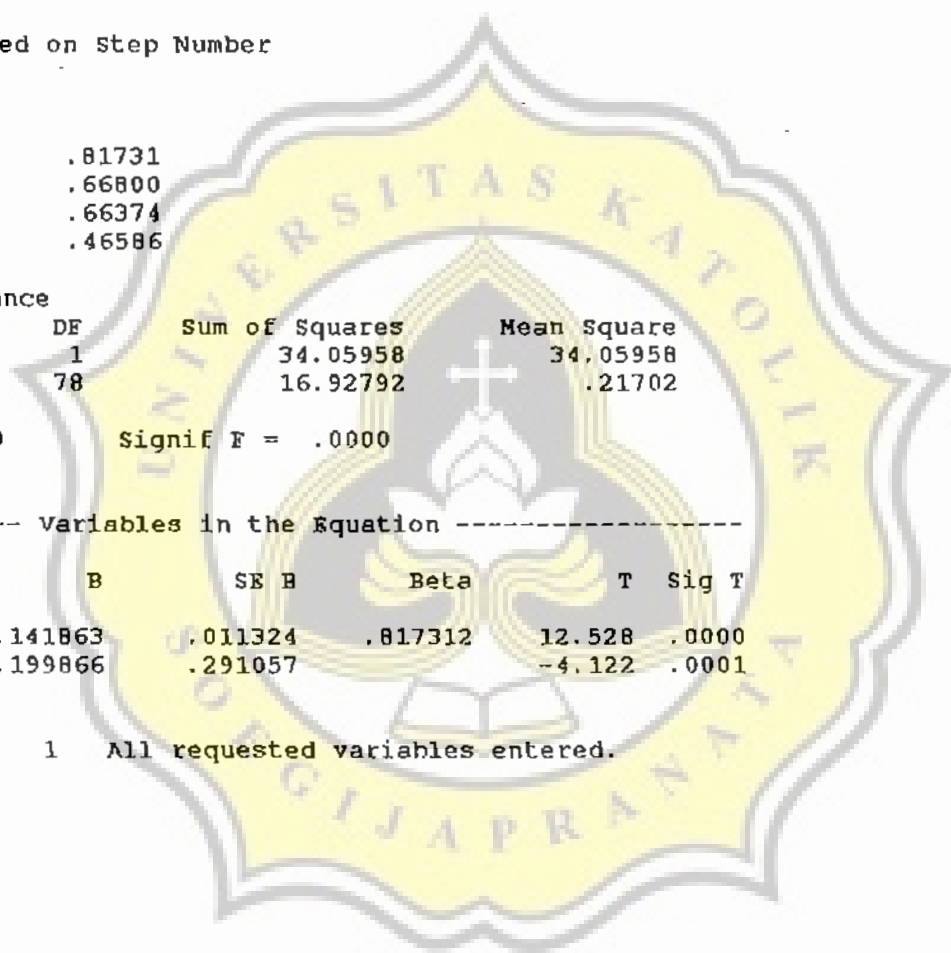 ed on Step Number
.81731
.66800
.66374
.46586
ance
DF Sum of Squares Mean Square
1 34.05958 34.05958
78 16.92792 .21702
Signif F = .0000
-- Variables in the Equation -------------------
B SE B Beta T Sig T
.141863 .011324 .817312 12.528 .0000
.199866 .291057 -4.122 .0001
1 All requested variables entered.
UNIVERSITAS KATOLIK
SOEGIJAPRANATA